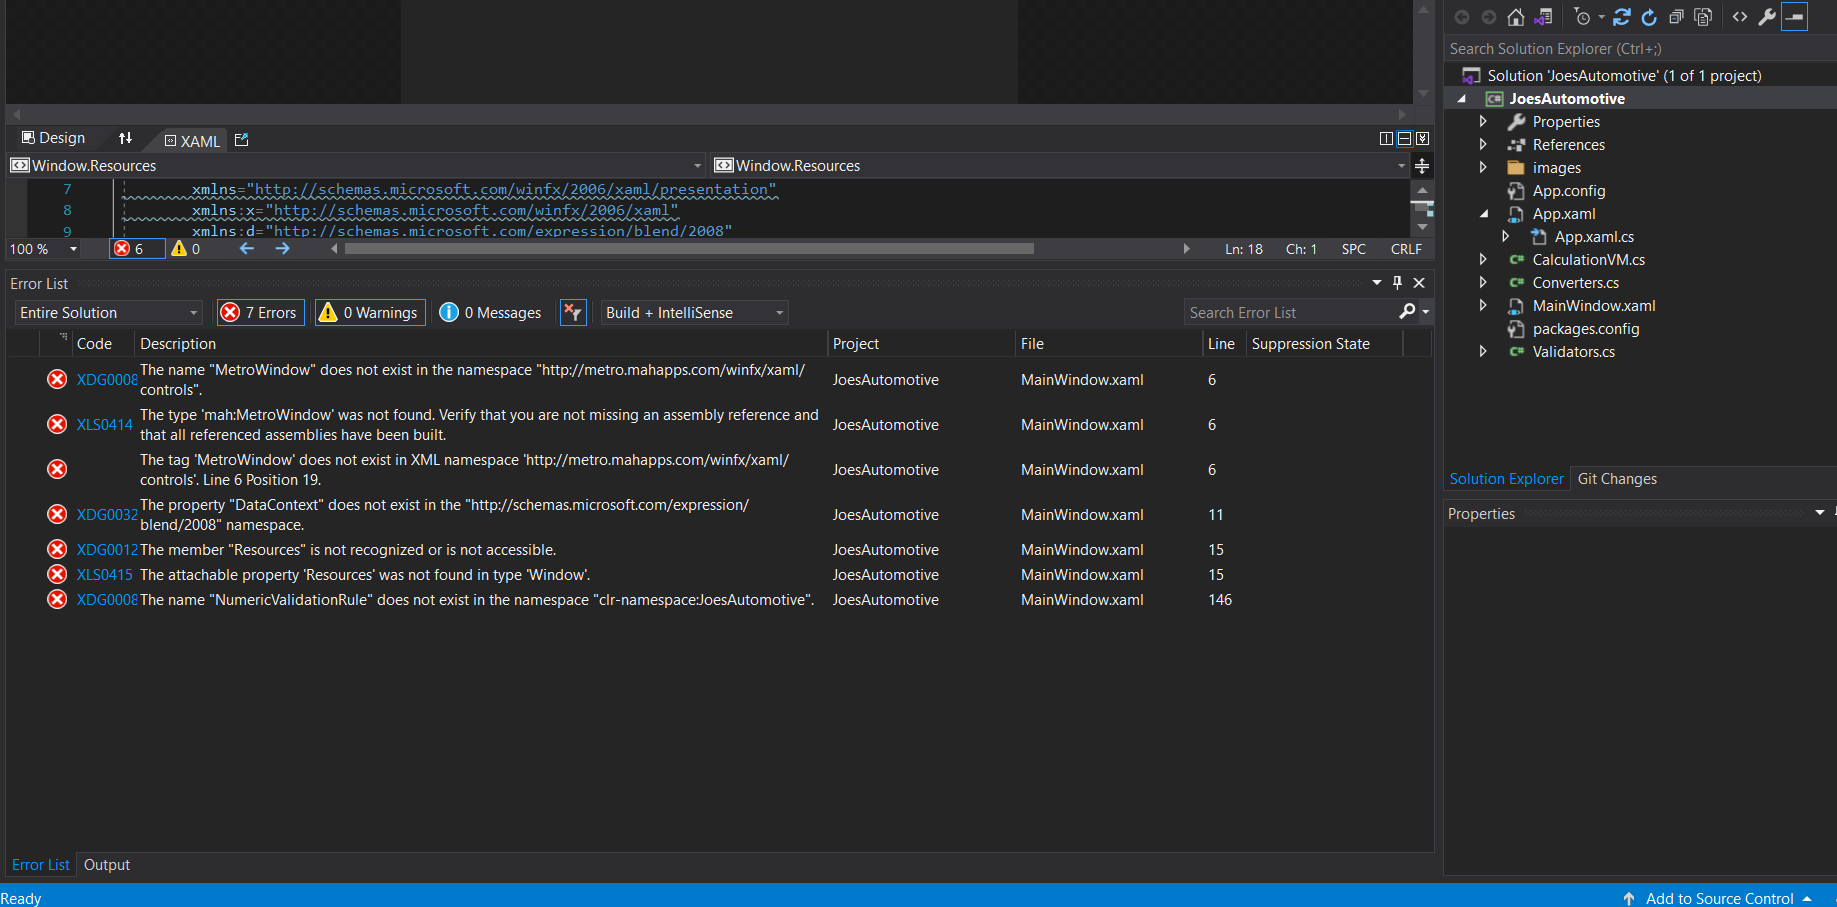 Search Solution Explorer (Ctrl+;)
Solution 'JoesAutomotive' (1 of 1 project)
JoesAutomotive
Properties
References
images
App.config
App.xaml
App.xaml.cs
CalculationVM.cs
Converters.cs
MainWindow.xaml
packages.config
Validators.cs
Solution Explorer
Git Changes
Properties
Design
XAML
Window.Resources
Window.Resources
7 xmlns="http://schemas.microsoft.com/winfx/2006/xaml/presentation"
8 xmlns:x="http://schemas.microsoft.com/winfx/2006/xaml"
9 xmlns:d="http://schemas.microsoft.com/expression/blend/2008"
100 %
6
0
Ln: 18
Ch: 1
SPC
CRLF
Error List
Entire Solution
7 Errors
0 Warnings
0 Messages
Build + IntelliSense
Search Error List
Code Description Project File Line Suppression State
XDG0008 The name "MetroWindow" does not exist in the namespace "http://metro.mahapps.com/winfx/xaml/
controls". JoesAutomotive MainWindow.xaml 6
XLS0414 The type 'mah:MetroWindow' was not found. Verify that you are not missing an assembly reference and
that all referenced assemblies have been built. JoesAutomotive MainWindow.xaml 6
The tag 'MetroWindow' does not exist in XML namespace 'http://metro.mahapps.com/winfx/xaml/
controls'. Line 6 Position 19. JoesAutomotive MainWindow.xaml 6
XDG0032 The property "DataContext" does not exist in the "http://schemas.microsoft.com/expression/
blend/2008" namespace. JoesAutomotive MainWindow.xaml 11
XDG0012 The member "Resources" is not recognized or is not accessible. JoesAutomotive MainWindow.xaml 15
XLS0415 The attachable property 'Resources' was not found in type 'Window'. JoesAutomotive MainWindow.xaml 15
XDG0008 The name "NumericValidationRule" does not exist in the namespace "clr-namespace:JoesAutomotive". JoesAutomotive MainWindow.xaml 146
Error List
Output
Ready
Add to Source Control